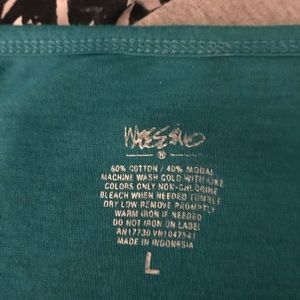 MOSSIMO
®
60% COTTON / 40% MODAL
MACHINE WASH COLD WITH LIKE
COLORS ONLY NON-CHLORINE
BLEACH WHEN NEEDED TUMBLE
DRY LOW REMOVE PROMPTLY
WARM IRON IF NEEDED
DO NOT IRON ON LABEL
MADE IN INDONESIA
L